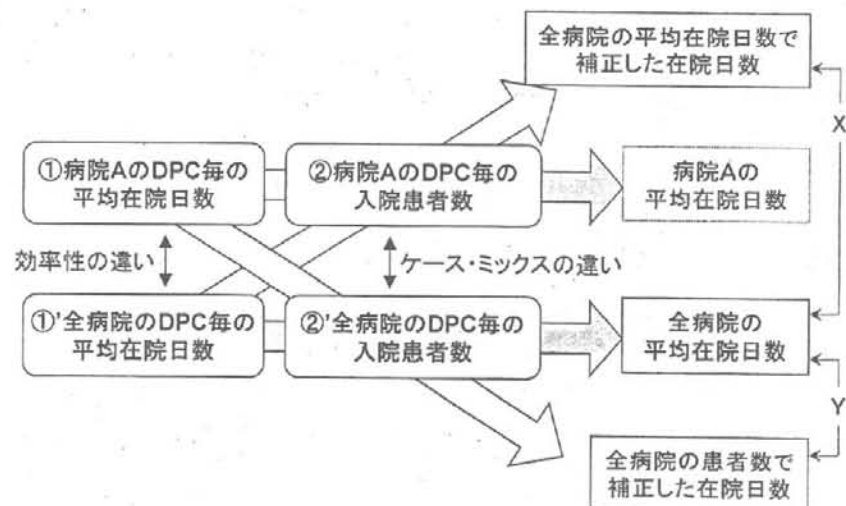 全病院の平均在院日数で
補正した在院日数
X
①病院AのDPC毎の
平均在院日数
②病院AのDPC毎の
入院患者数
病院Aの
平均在院日数
効率性の違い
ケース・ミックスの違い
①'全病院のDPC毎の
平均在院日数
②'全病院のDPC毎の
入院患者数
全病院の
平均在院日数
Y
全病院の患者数で
補正した在院日数